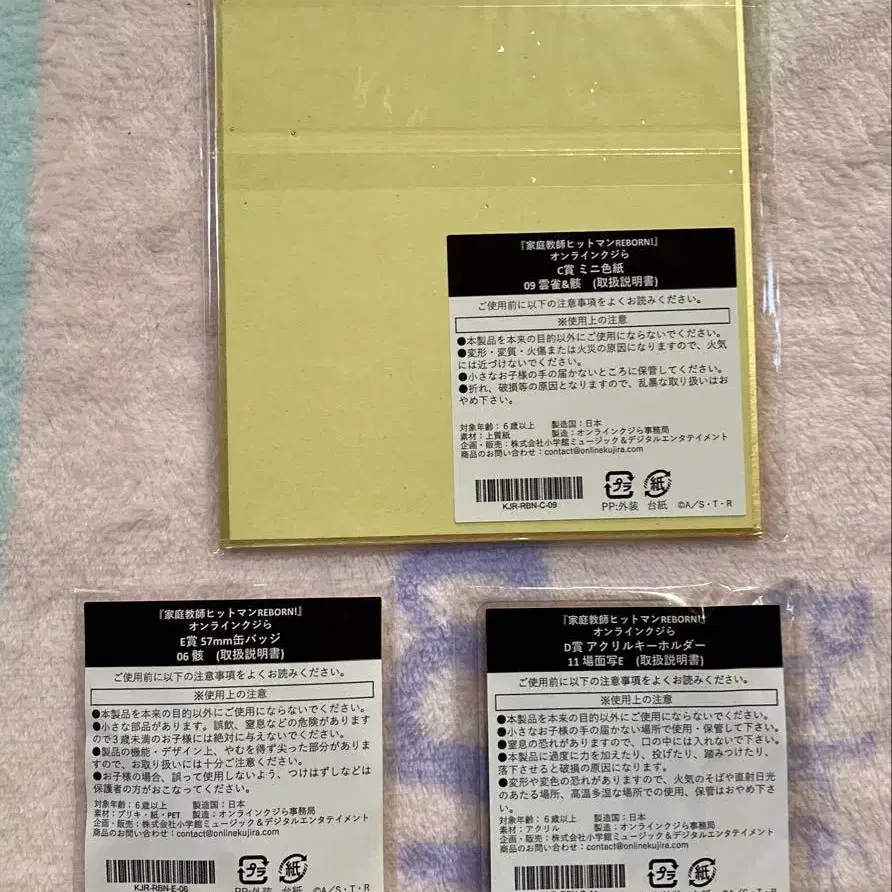 『家庭教師ヒットマンREBORN!』
オンラインクジら
C賞 ミニ色紙
09 雲雀&骸 (取扱説明書)
ご使用前に以下の注意事項をよくお読みください。
※使用上の注意
●本製品を本来の目的以外にご使用にならないでください。
●変形・変質・火傷または火災の原因になりますので、火気
には近づけないでください。
●小さなお子様の手の届かないところに保管してください。
●折れ、破損等の原因となりますので、乱暴な取り扱いはお
やめ下さい。
対象年齢：6歳以上 製造国：日本
素材：上質紙 製造：オンラインクジら事務局
企画・販売：株式会社小学館ミュージック&デジタルエンタテイメント
商品のお問い合わせ：contact@onlinekujira.com
KJR-RBN-C-09
プラ 紙
PP:外装 台紙 ©A/S・T・R
『家庭教師ヒットマンREBORN!』
オンラインクジら
E賞 57mm缶バッジ
06 骸 (取扱説明書)
ご使用前に以下の注意事項をよくお読みください。
※使用上の注意
●本製品を本来の目的以外にご使用にならないでください。
●小さな部品があります。誤飲、窒息などの危険があります
ので3歳未満のお子様には絶対に与えないでください。
●製品の機能・デザイン上、やむを得ず尖った部分がありま
すので、お取り扱いには十分ご注意ください。
●お子様の場合、誤って使用しないよう、つけはずしなどは
保護者の方がおこなってください。
対象年齢：6歳以上 製造国：日本
素材：ブリキ・紙・PET 製造：オンラインクジら事務局
企画・販売：株式会社小学館ミュージック&デジタルエンタテイメント
商品のお問い合わせ：contact@onlinekujira.com
KJR-RBN-E-06
プラ 紙
PP:外装 台紙 ©A/S・T・R
『家庭教師ヒットマンREBORN!』
オンラインクジら
D賞 アクリルキーホルダー
11 場面写E (取扱説明書)
ご使用前に以下の注意事項をよくお読みください。
※使用上の注意
●本製品を本来の目的以外にご使用にならないでください。
●小さなお子様の手の届かない場所で使用・保管して下さい。
●窒息の恐れがありますので、口の中には入れないで下さい。
●本製品に過度に力を加えたり、投げたり、踏みつけたり、
落下させると破損の原因になります。
●変形や変色の恐れがありますので、火気のそばや直射日光
のあたる場所、高温多湿な場所での使用、保管はおやめ下さ
い。
対象年齢：6歳以上 製造国：日本
素材：アクリル 製造：オンラインクジら事務局
企画・販売：株式会社小学館ミュージック&デジタルエンタテイメント
商品のお問い合わせ：contact@onlinekujira.com
プラ 紙